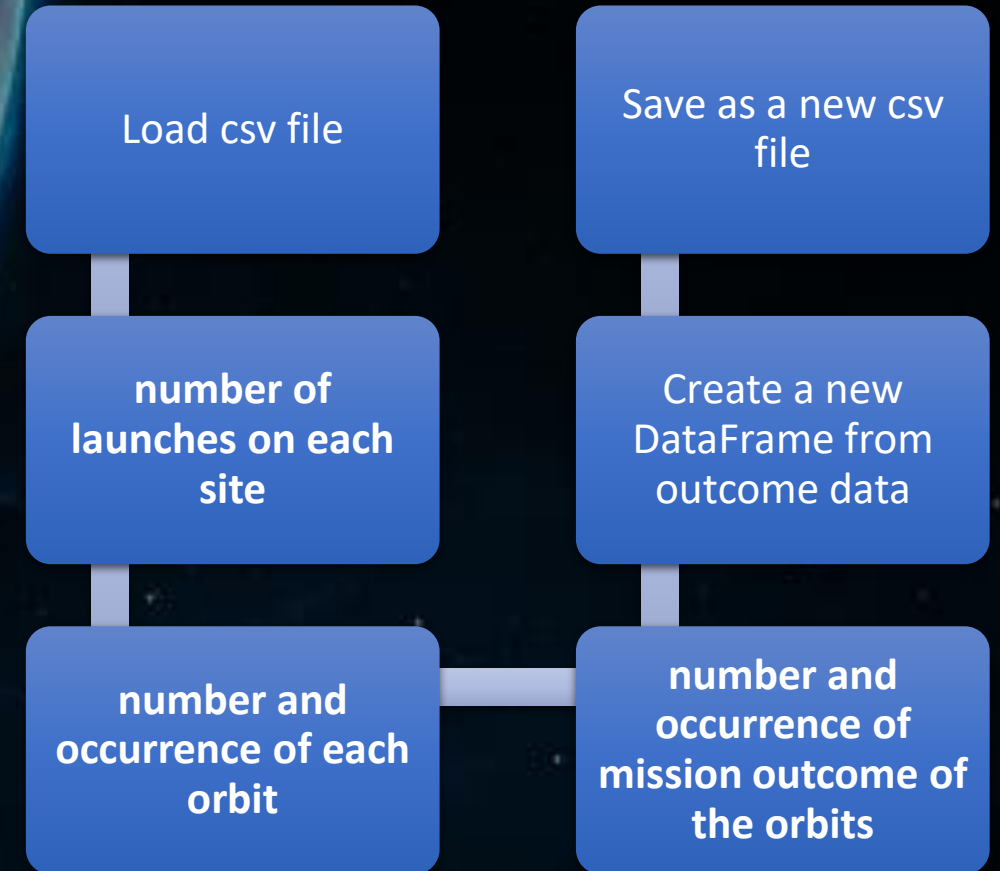 Load csv file
number of
launches on each
site
number and
occurrence of each
orbit
number and
occurrence of
mission outcome of
the orbits
Create a new
DataFrame from
outcome data
Save as a new csv
file